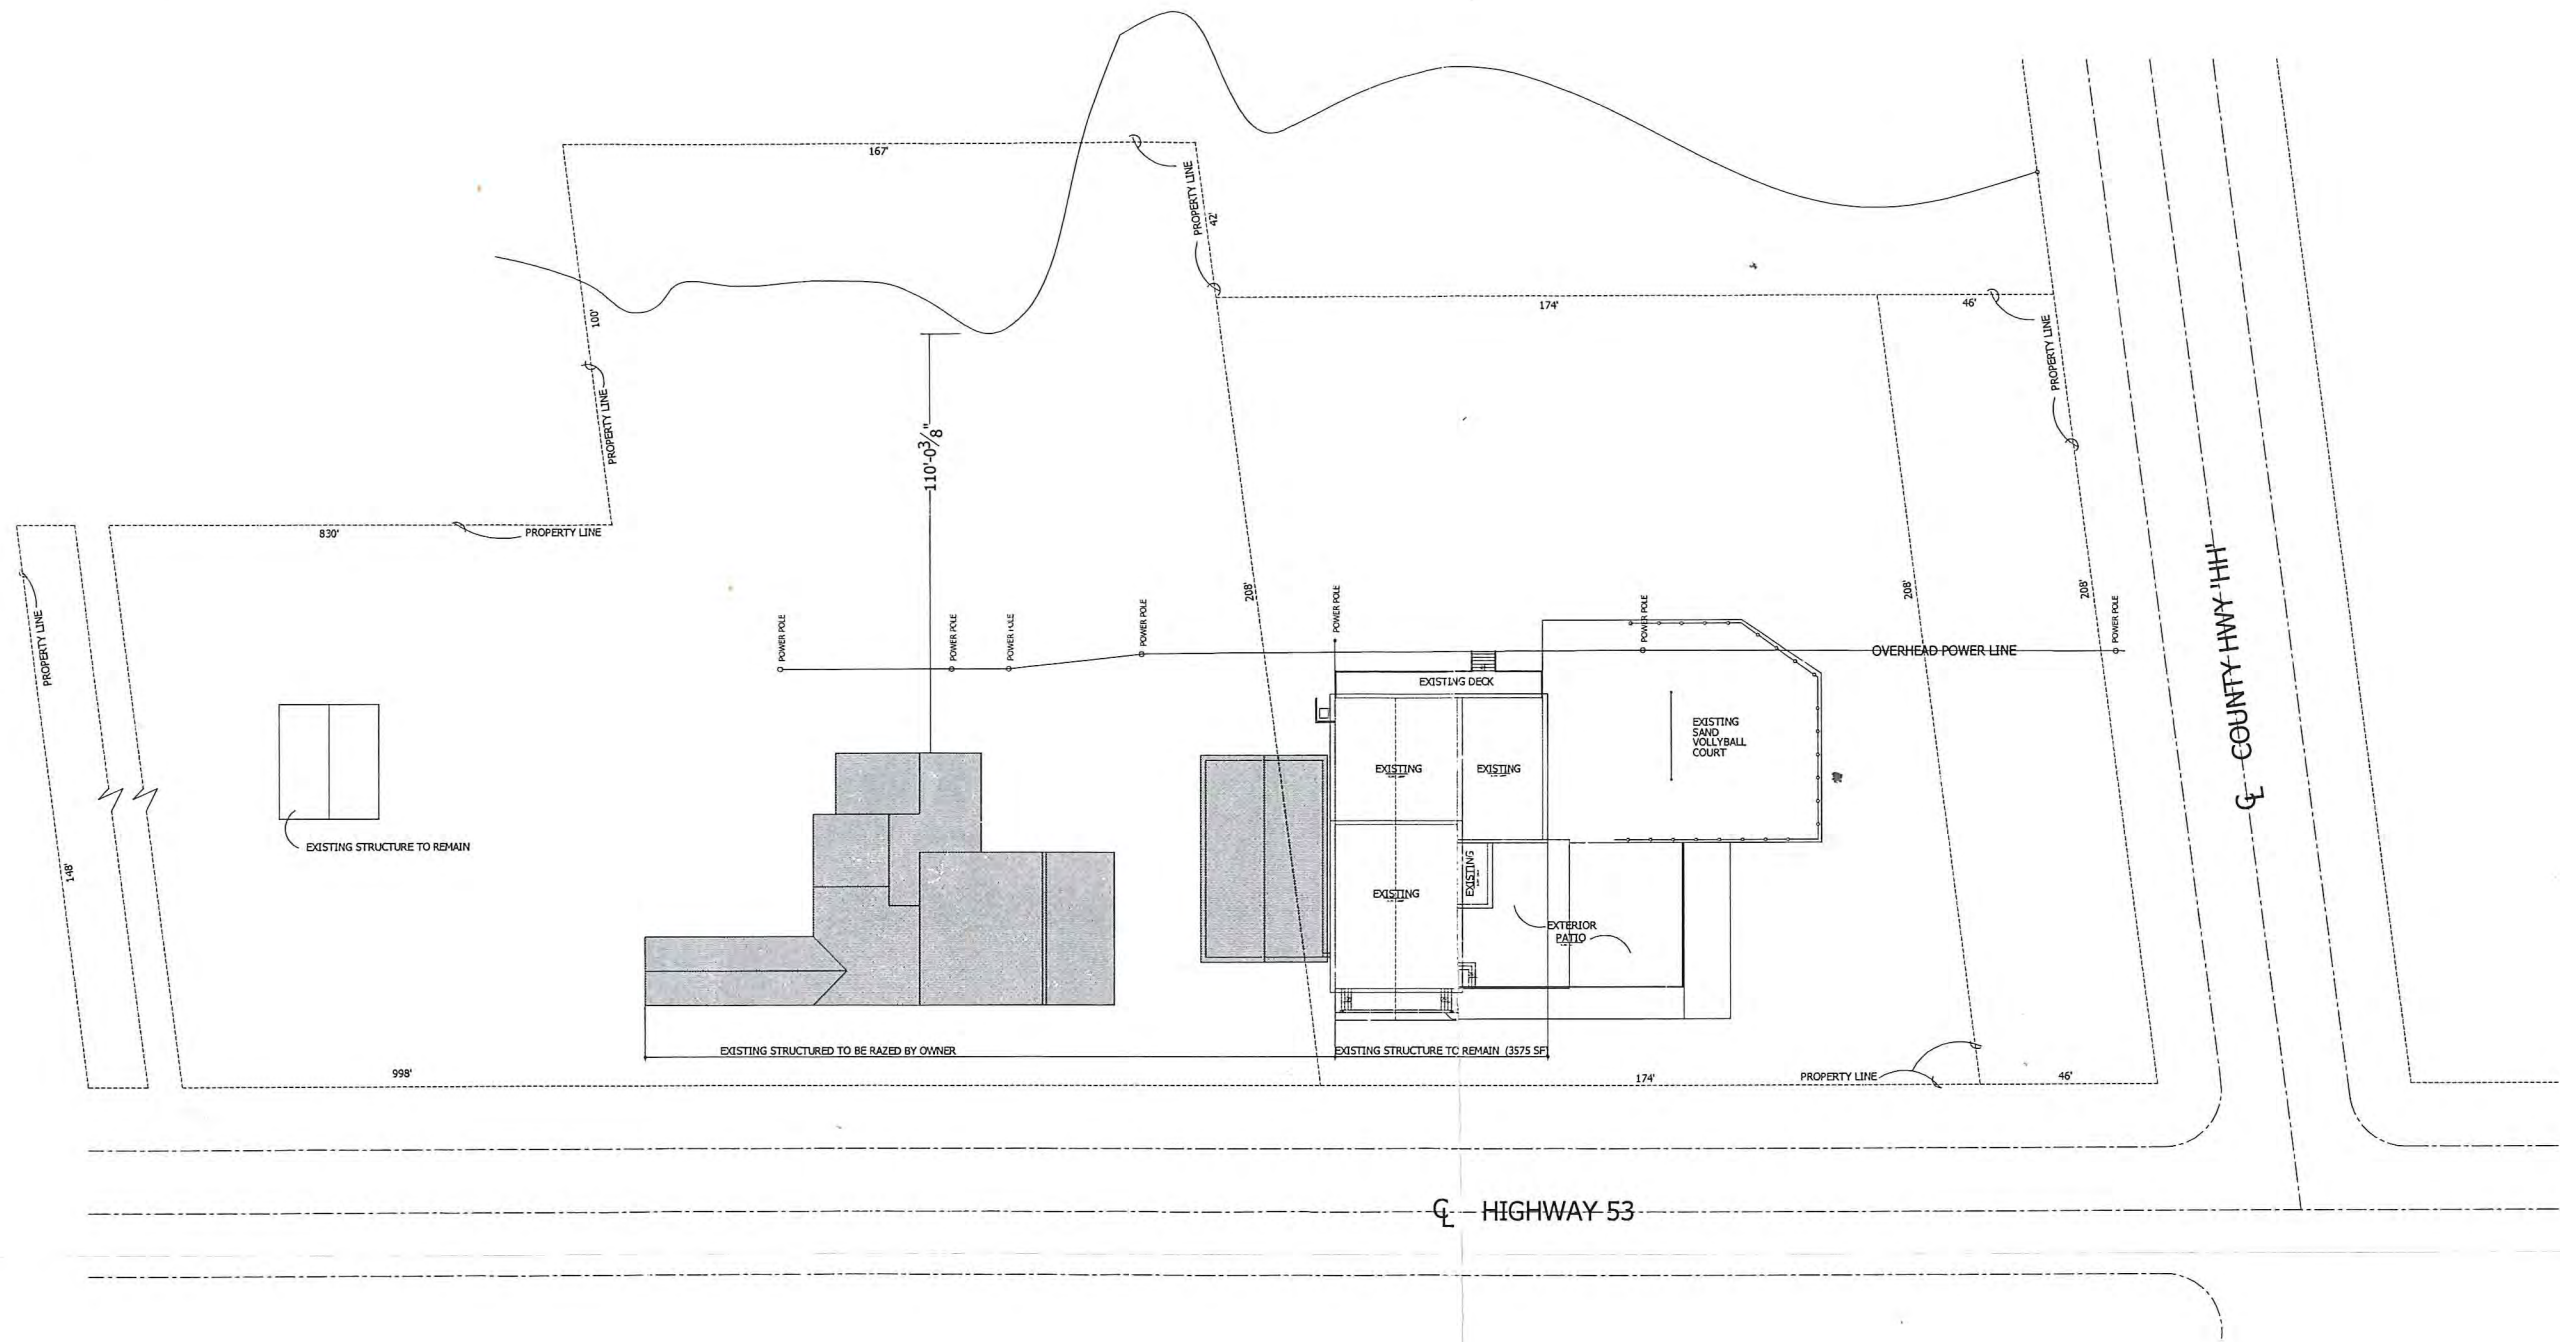 167'
PROPERTY LINE
42'
174'
46'
PROPERTY LINE
100'
PROPERTY LINE
110'-0 3/8"
830'
PROPERTY LINE
PROPERTY LINE
148'
POWER POLE
POWER POLE
POWER POLE
POWER POLE
208'
POWER POLE
POWER POLE
208'
208'
POWER POLE
OVERHEAD POWER LINE
COUNTY HWY 'HH'
EXISTING DECK
EXISTING
SAND
VOLLYBALL
COURT
EXISTING
EXISTING
EXISTING STRUCTURE TO REMAIN
EXISTING
EXISTING
EXTERIOR
PATIO
EXISTING STRUCTURED TO BE RAZED BY OWNER
EXISTING STRUCTURE TO REMAIN (3575 SF)
998'
174'
PROPERTY LINE
46'
CL HIGHWAY 53
CL